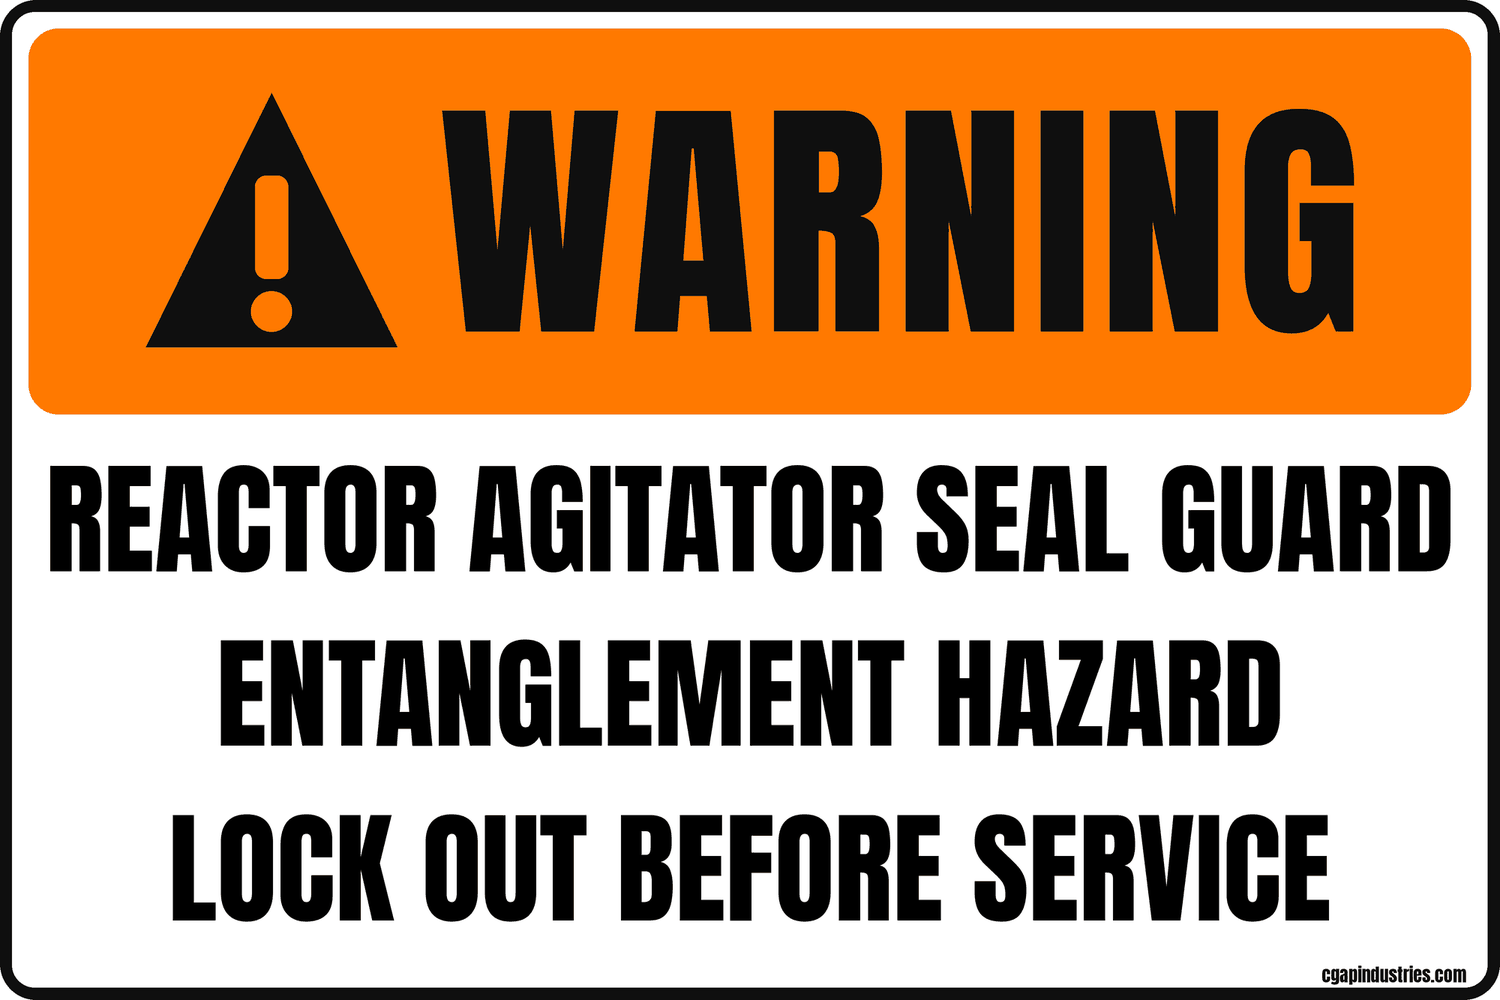 WARNING
REACTOR AGITATOR SEAL GUARD
ENTANGLEMENT HAZARD
LOCK OUT BEFORE SERVICE
cgapindustries.com